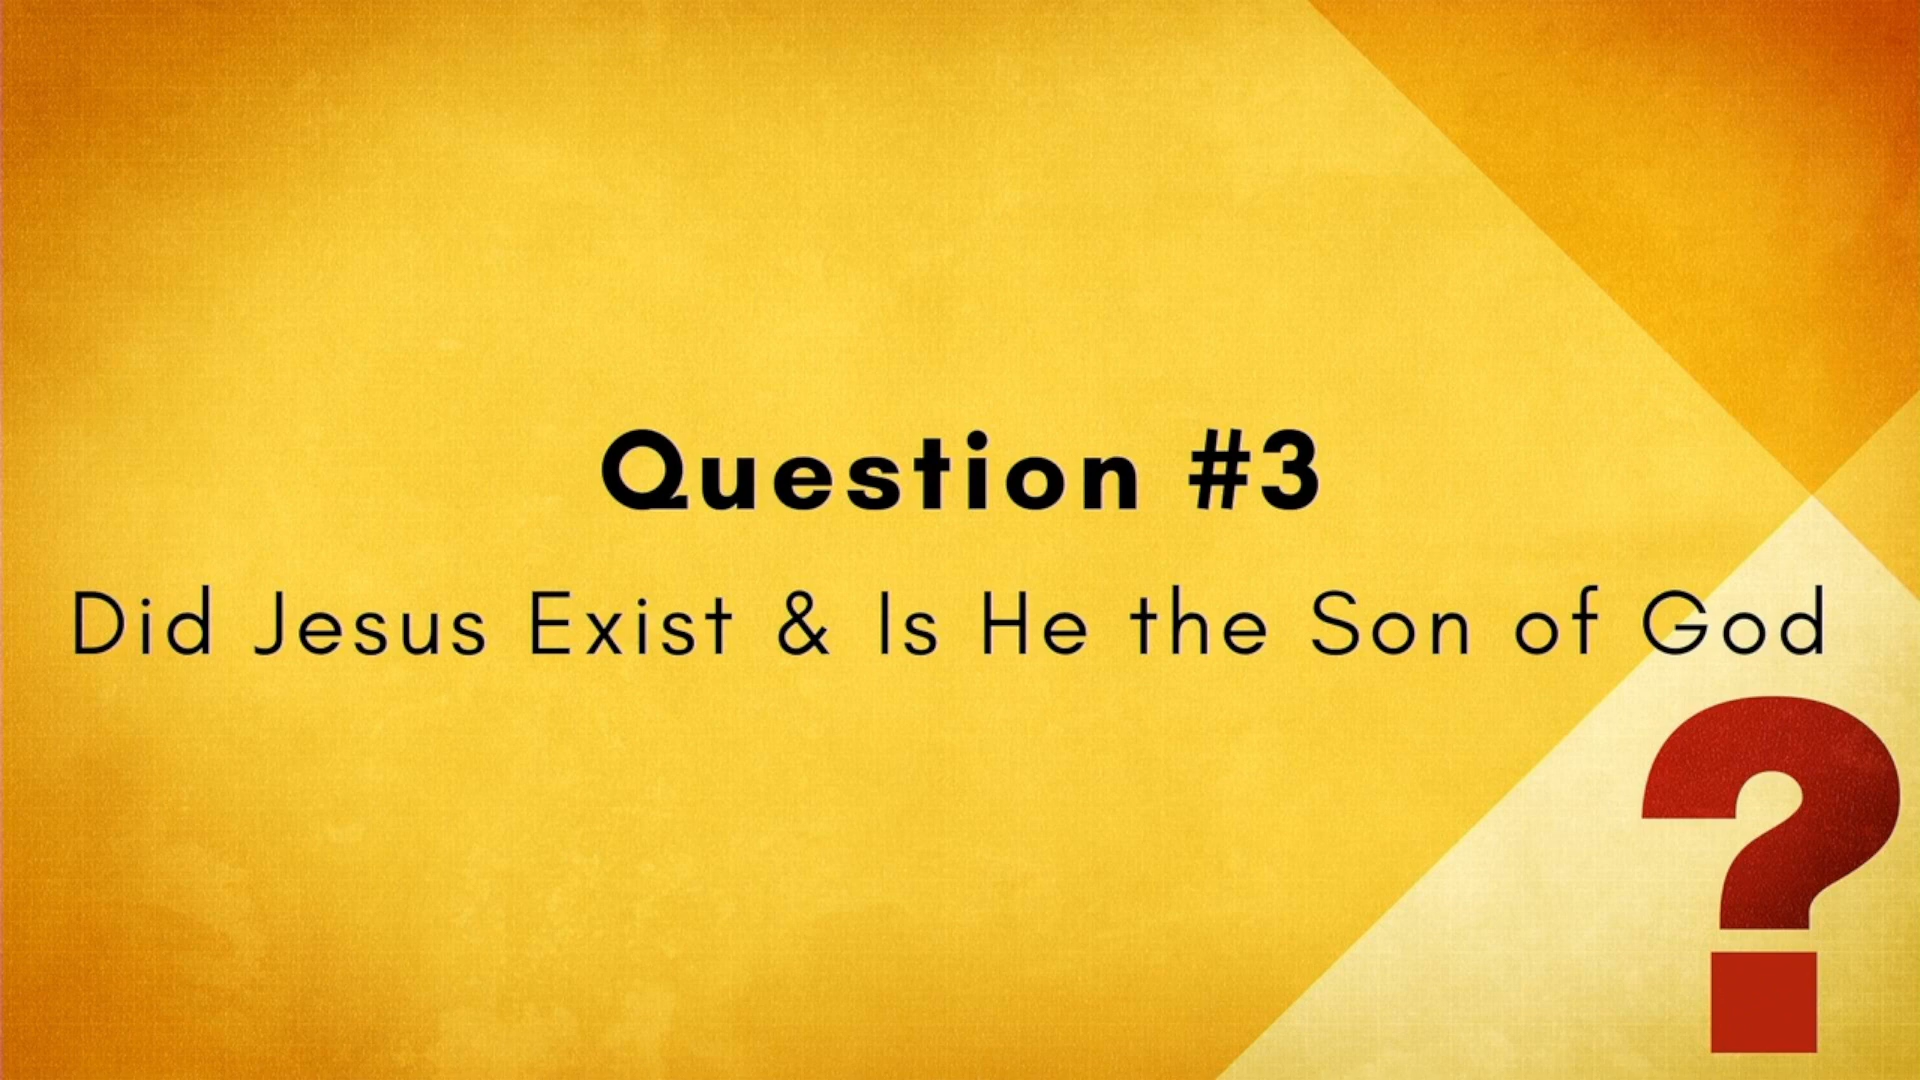 Question #3
Did Jesus Exist & Is He the Son of God
?